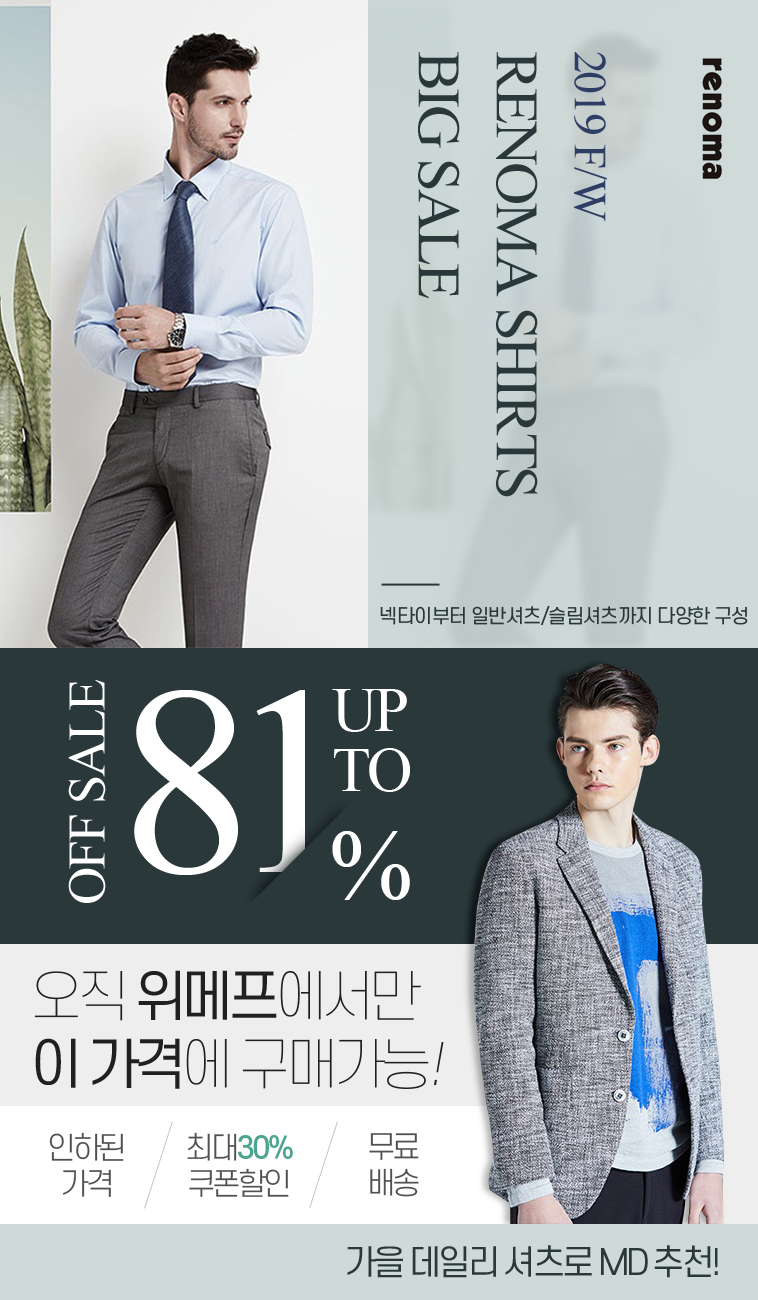 renoma
2019 F/W
RENOMA SHIRTS
BIG SALE
넥타이부터 일반셔츠/슬림셔츠까지 다양한 구성
OFF SALE
81
UP
TO
%
오직 위메프에서만
이 가격에 구매가능!
인하된
가격
최대30%
쿠폰할인
무료
배송
가을 데일리 셔츠로 MD 추천!